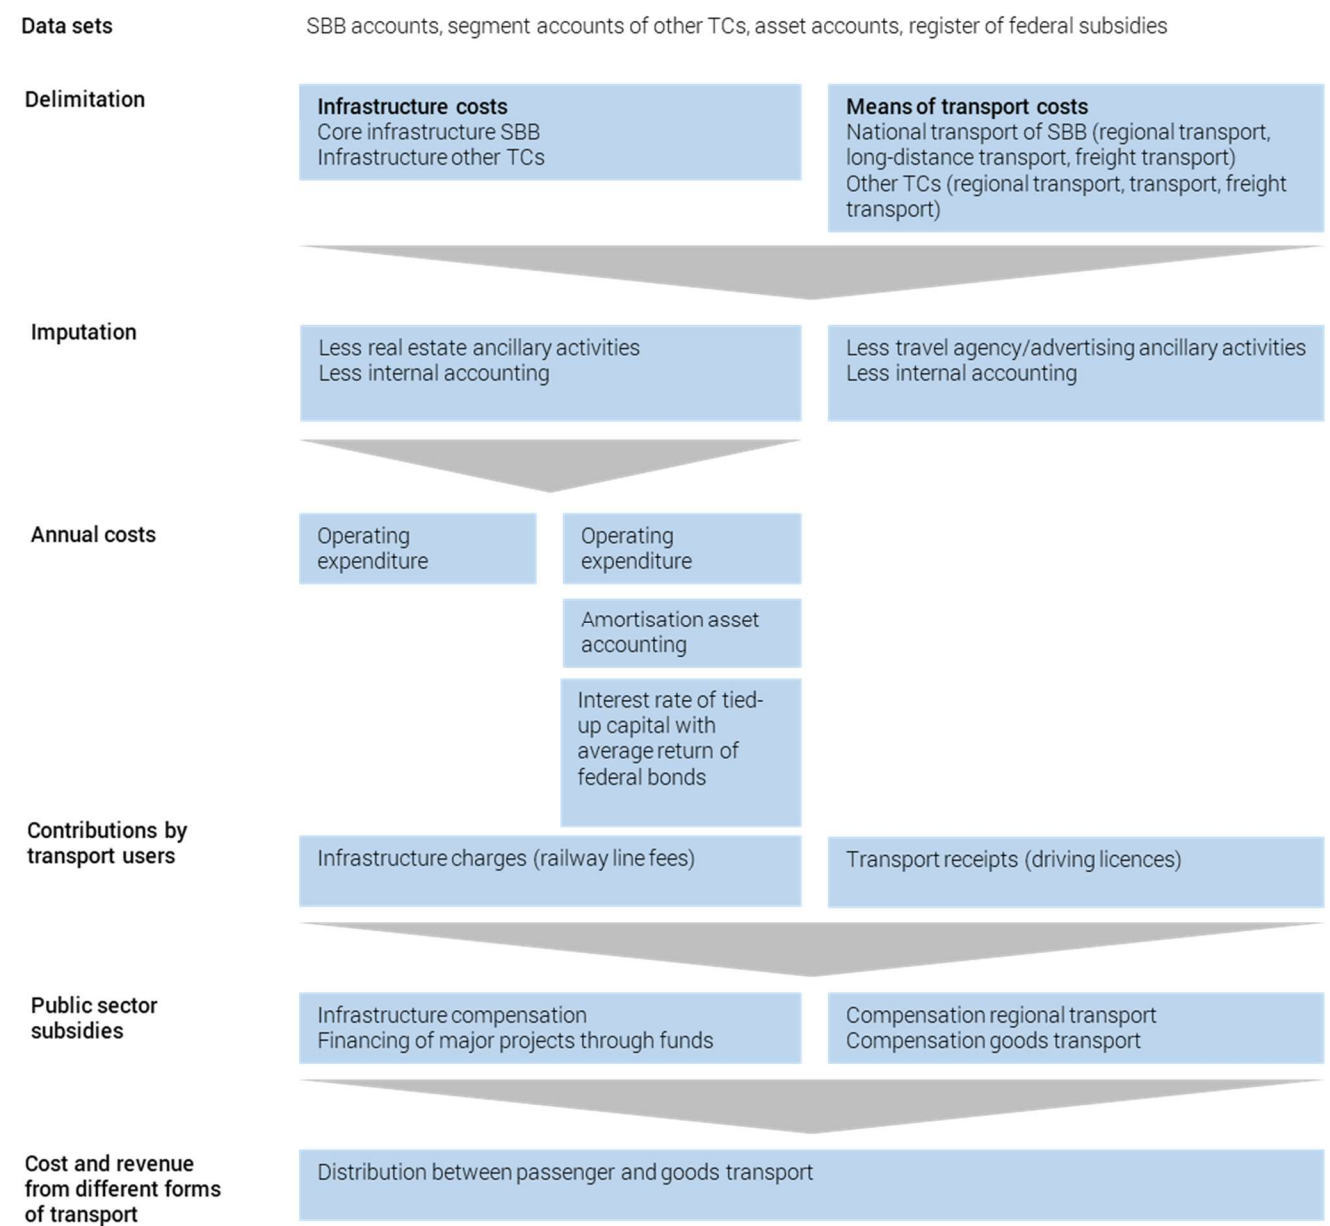 Data sets
SBB accounts, segment accounts of other TCs, asset accounts, register of federal subsidies
Delimitation
Infrastructure costs
Core infrastructure SBB
Infrastructure other TCs
Means of transport costs
National transport of SBB (regional transport,
long-distance transport, freight transport)
Other TCs (regional transport, transport, freight
transport)
Imputation
Less real estate ancillary activities
Less internal accounting
Less travel agency/advertising ancillary activities
Less internal accounting
Annual costs
Operating
expenditure
Operating
expenditure
Amortisation asset
accounting
Interest rate of tied-
up capital with
average return of
federal bonds
Contributions by
transport users
Infrastructure charges (railway line fees)
Transport receipts (driving licences)
Public sector
subsidies
Infrastructure compensation
Financing of major projects through funds
Compensation regional transport
Compensation goods transport
Cost and revenue
from different forms
of transport
Distribution between passenger and goods transport